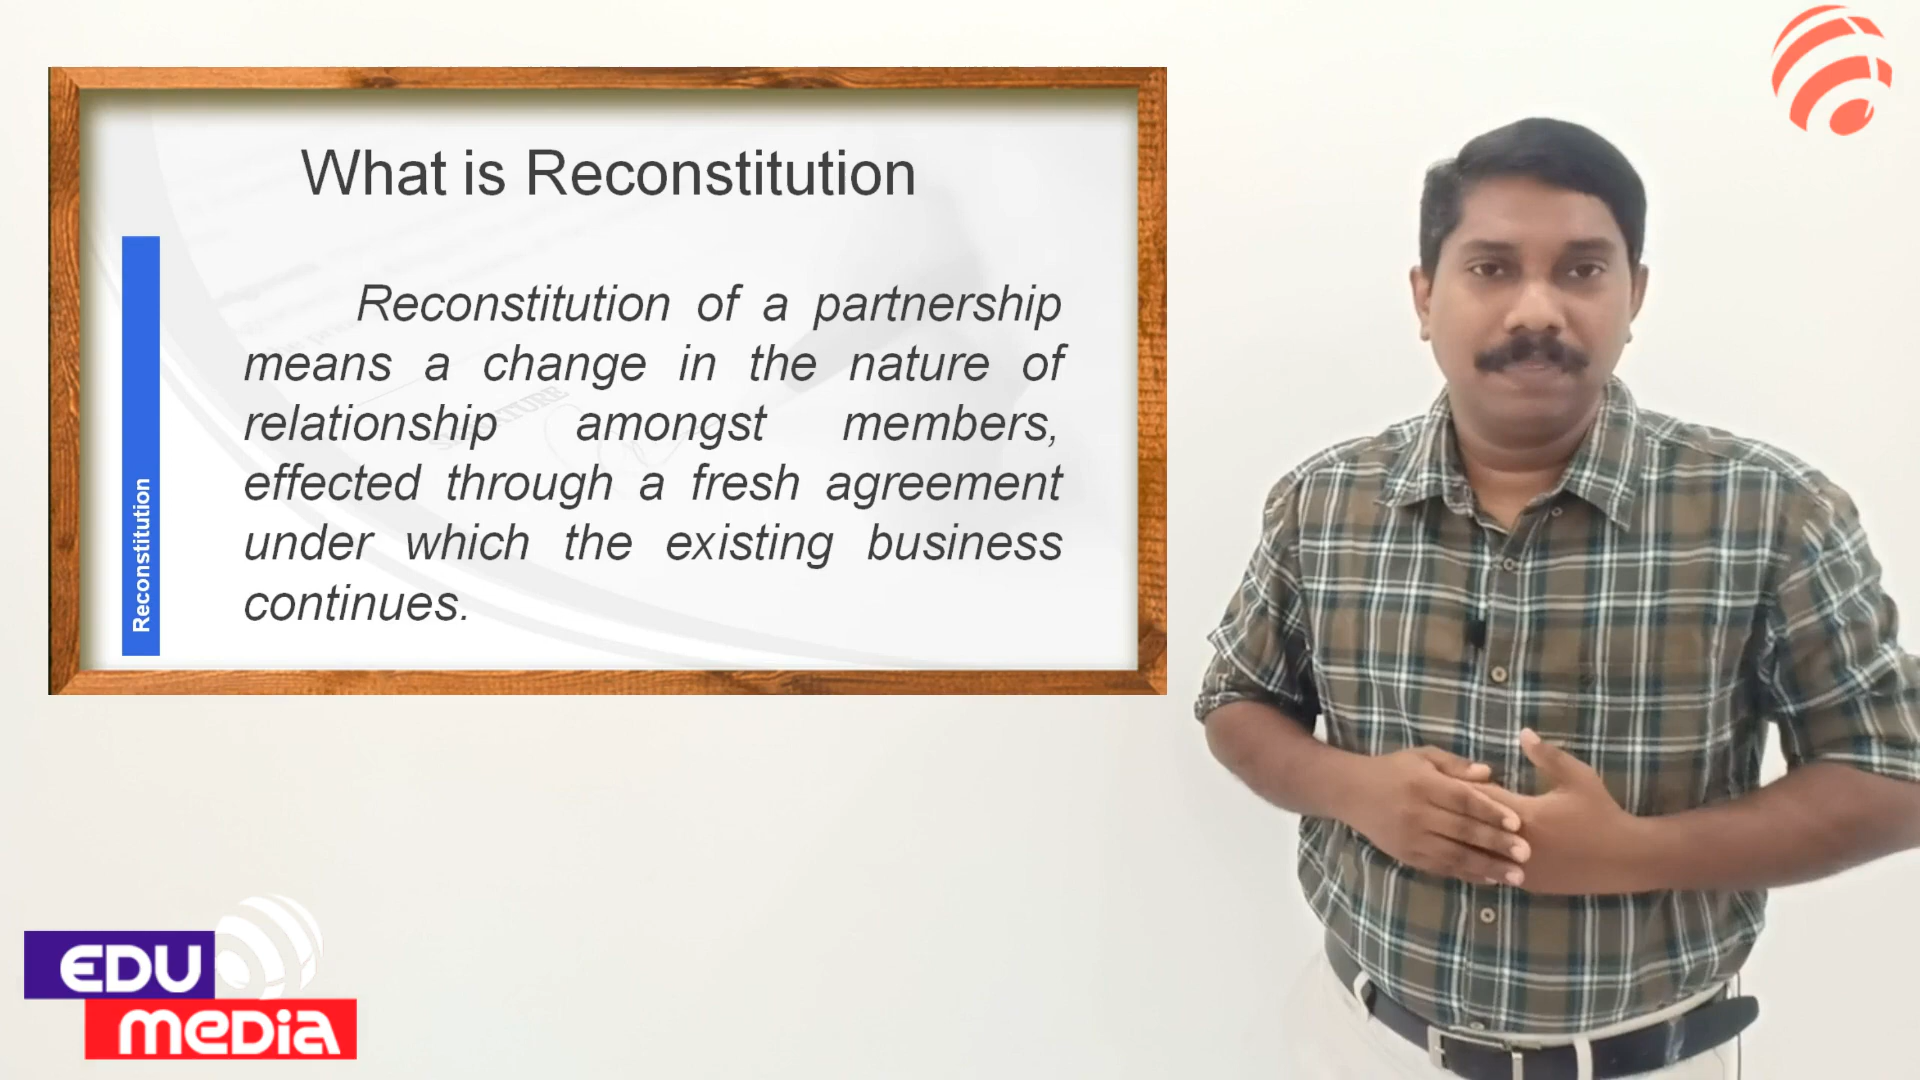 What is Reconstitution
Reconstitution of a partnership
means a change in the nature of
relationship amongst members,
effected through a fresh agreement
under which the existing business
continues.
Reconstitution
EDU
media